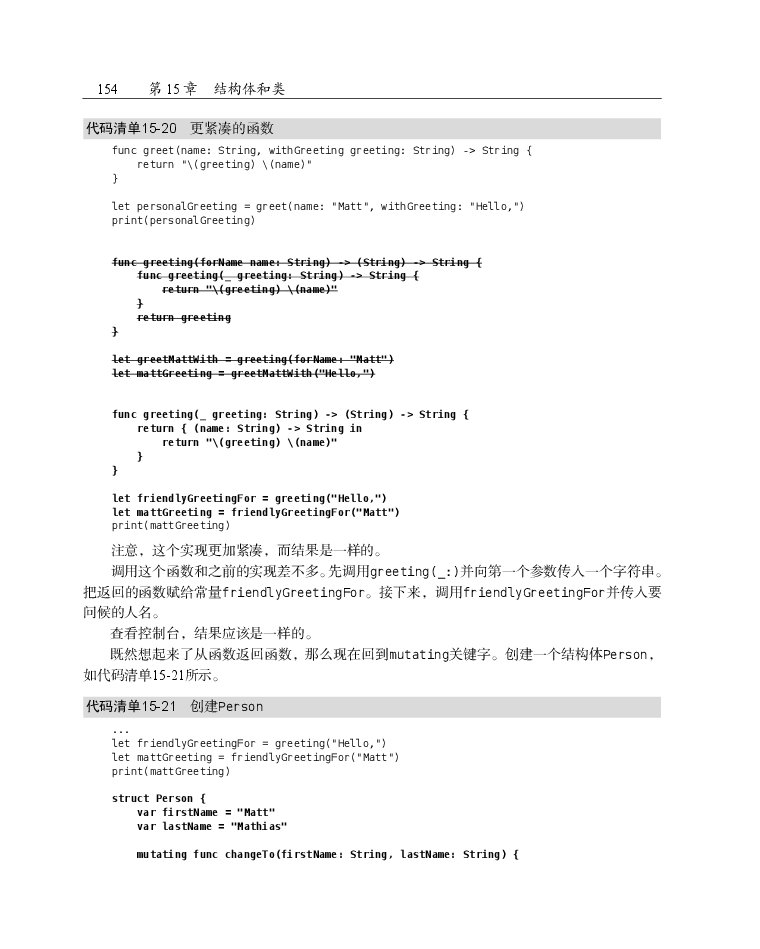 154 第 15 章 结构体和类
代码清单15-20 更紧凑的函数
func greet(name: String, withGreeting greeting: String) -> String {
    return "\(greeting) \(name)"
}
let personalGreeting = greet(name: "Matt", withGreeting: "Hello,")
print(personalGreeting)
func greeting(forName name: String) -> (String) -> String {
    func greeting(_ greeting: String) -> String {
        return "\(greeting) \(name)"
    }
    return greeting
}
let greetMattWith = greeting(forName: "Matt")
let mattGreeting = greetMattWith("Hello,")
func greeting(_ greeting: String) -> (String) -> String {
    return { (name: String) -> String in
        return "\(greeting) \(name)"
    }
}
let friendlyGreetingFor = greeting("Hello,")
let mattGreeting = friendlyGreetingFor("Matt")
print(mattGreeting)
注意，这个实现更加紧凑，而结果是一样的。
调用这个函数和之前的实现差不多。先调用greeting(_:)并向第一个参数传入一个字符串。
把返回的函数赋给常量friendlyGreetingFor。接下来，调用friendlyGreetingFor并传入要
问候的人名。
查看控制台，结果应该是一样的。
既然想起来了从函数返回函数，那么现在回到mutating关键字。创建一个结构体Person，
如代码清单15-21所示。
代码清单15-21 创建Person
...
let friendlyGreetingFor = greeting("Hello,")
let mattGreeting = friendlyGreetingFor("Matt")
print(mattGreeting)
struct Person {
    var firstName = "Matt"
    var lastName = "Mathias"
    mutating func changeTo(firstName: String, lastName: String) {